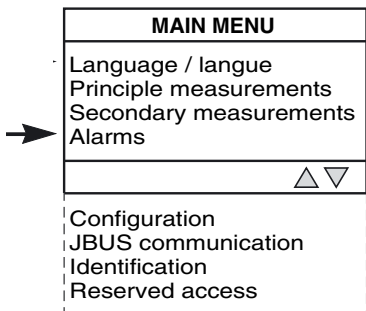 MAIN MENU
Language / langue
Principle measurements
Secondary measurements
Alarms
Configuration
JBUS communication
Identification
Reserved access